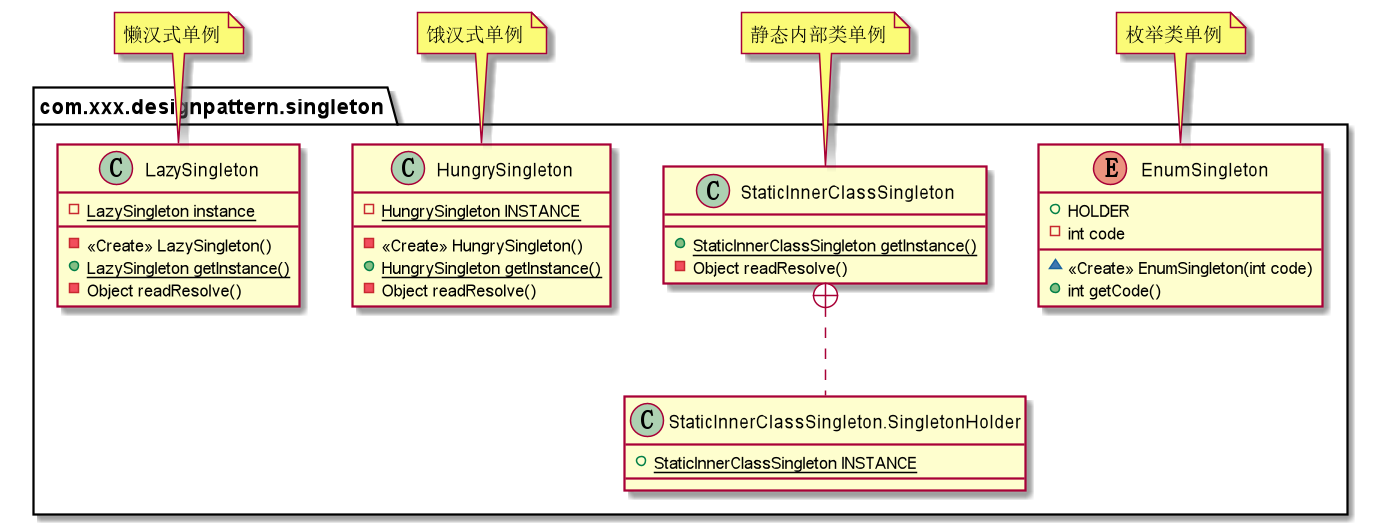 懒汉式单例
饿汉式单例
静态内部类单例
枚举类单例
com.xxx.designpattern.singleton
C LazySingleton
LazySingleton instance
«Create» LazySingleton()
LazySingleton getInstance()
Object readResolve()
C HungrySingleton
HungrySingleton INSTANCE
«Create» HungrySingleton()
HungrySingleton getInstance()
Object readResolve()
C StaticInnerClassSingleton
StaticInnerClassSingleton getInstance()
Object readResolve()
E EnumSingleton
HOLDER
int code
«Create» EnumSingleton(int code)
int getCode()
C StaticInnerClassSingleton.SingletonHolder
StaticInnerClassSingleton INSTANCE